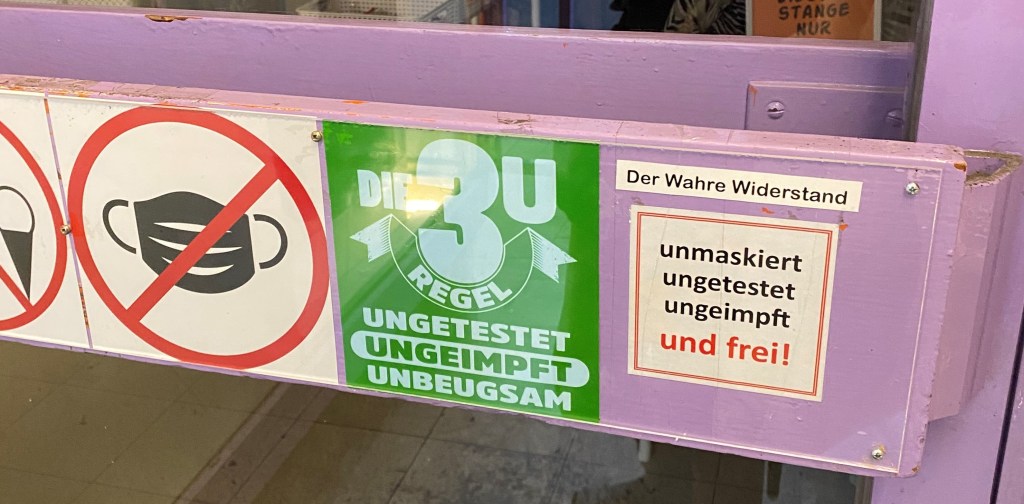 STANGE
NUR
DIE 3U
REGEL
UNGETESTET
UNGEIMPFT
UNBEUGSAM
Der Wahre Widerstand
unmaskiert
ungetestet
ungeimpft
und frei!